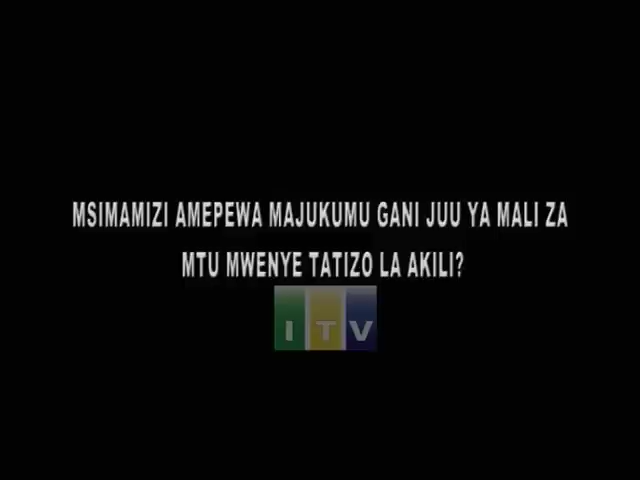 MSIMAMIZI AMEPEWA MAJUKUMU GANI JUU YA MALI ZA
MTU MWENYE TATIZO LA AKILI?
ITV